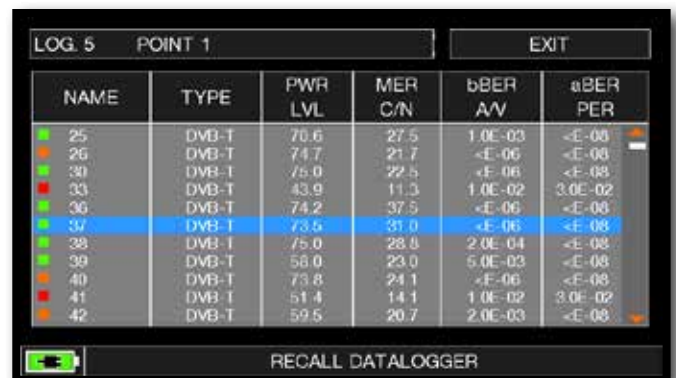 LOG. 5 POINT 1 EXIT
NAME TYPE PWR LVL MER C/N bBER A/V aBER PER
25 DVB-T 70.6 27.5 1.0E-03 <E-08
26 DVB-T 74.7 21.7 <E-06 <E-08
30 DVB-T 75.0 22.5 <E-06 <E-08
33 DVB-T 43.9 11.3 1.0E-02 3.0E-02
36 DVB-T 74.2 37.5 <E-06 <E-08
37 DVB-T 73.5 31.0 <E-06 <E-08
38 DVB-T 75.0 28.8 2.0E-04 <E-08
39 DVB-T 58.0 23.0 5.0E-03 <E-08
40 DVB-T 73.8 24.1 <E-06 <E-08
41 DVB-T 51.4 14.1 1.0E-02 3.0E-02
42 DVB-T 59.5 20.7 2.0E-03 <E-08
RECALL DATALOGGER